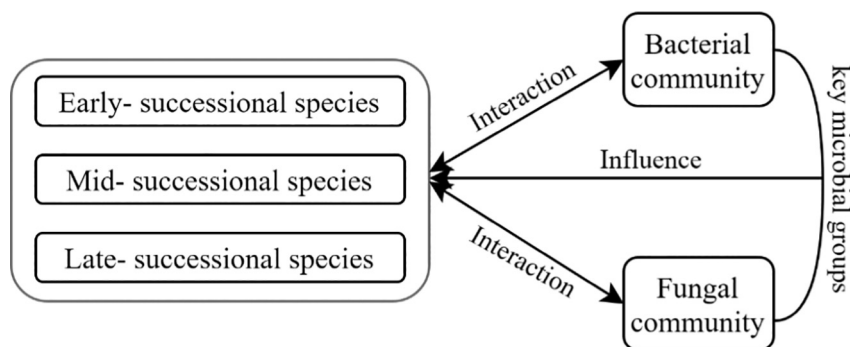 Early- successional species
Mid- successional species
Late- successional species
Interaction
Influence
Interaction
Bacterial
community
Fungal
community
key microbial groups